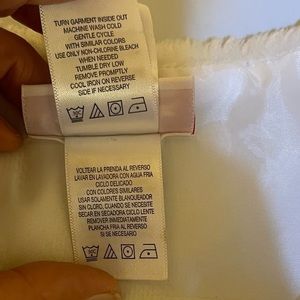 TURN GARMENT INSIDE OUT
MACHINE WASH COLD
GENTLE CYCLE
WITH SIMILAR COLORS
USE ONLY NON-CHLORINE BLEACH
WHEN NEEDED
TUMBLE DRY LOW
REMOVE PROMPTLY
COOL IRON ON REVERSE
SIDE IF NECESSARY
VOLTEAR LA PRENDA AL REVERSO
LAVAR EN LAVADORA CON AGUA FRIA
CICLO DELICADO
CON COLORES SIMILARES
USAR SOLAMENTE BLANQUEADOR
SIN CLORO, CUANDO ES NECESARIO
SECAR EN SECADORA CICLO LENTE
REMOVER INMEDIATAMENTE
PLANCHA FRIA AL REVERSO
SI SE NECESARIO